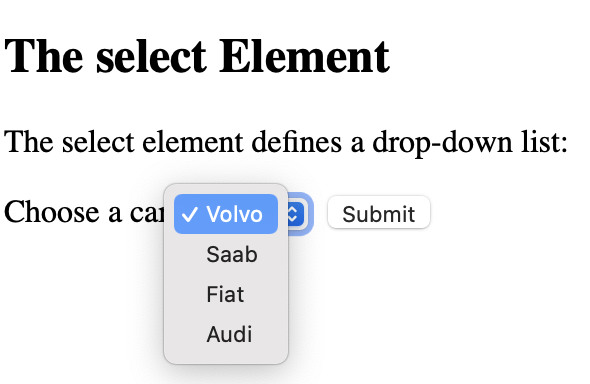 The select Element
The select element defines a drop-down list:
Choose a car
Volvo
Submit
Saab
Fiat
Audi